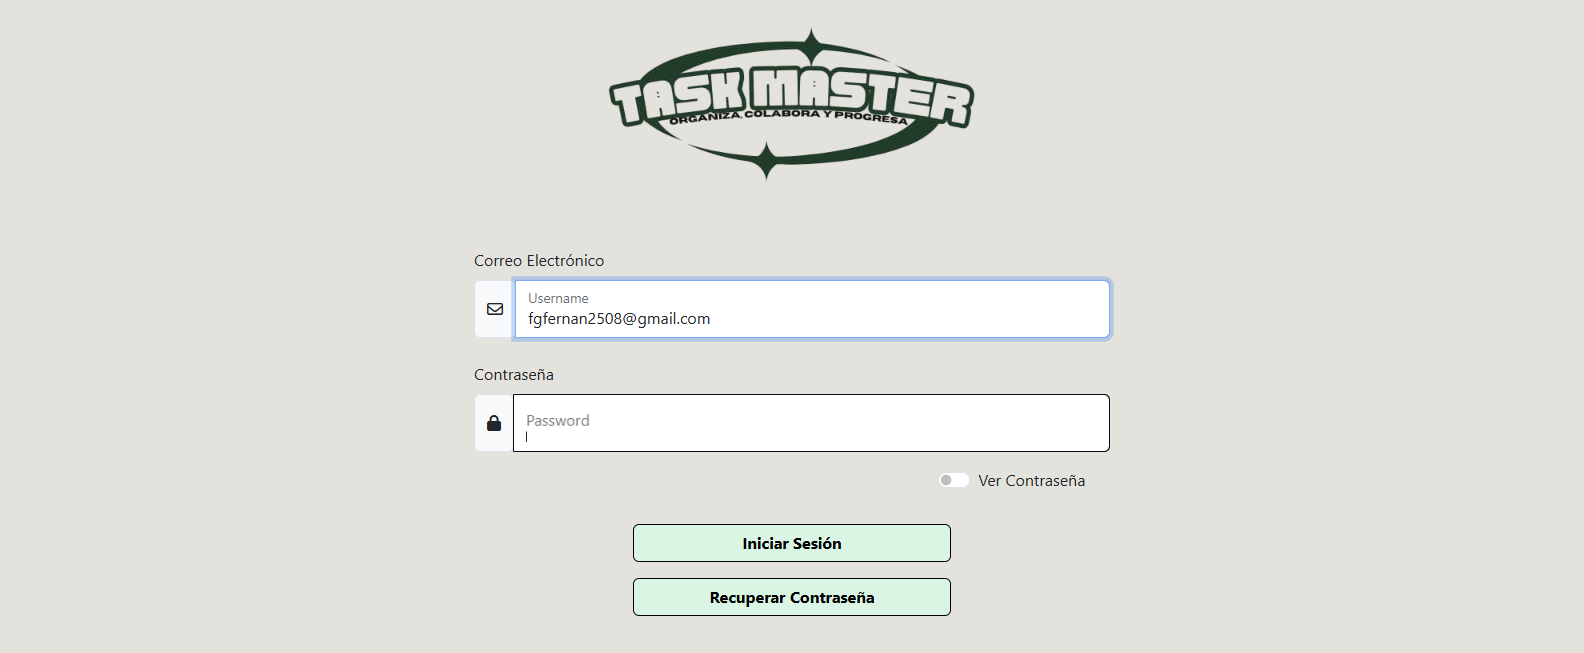 TASK MASTER
ORGANIZA, COLABORA Y PROGRESA
Correo Electrónico
Username
fgfernan2508@gmail.com
Contraseña
Password
Ver Contraseña
Iniciar Sesión
Recuperar Contraseña